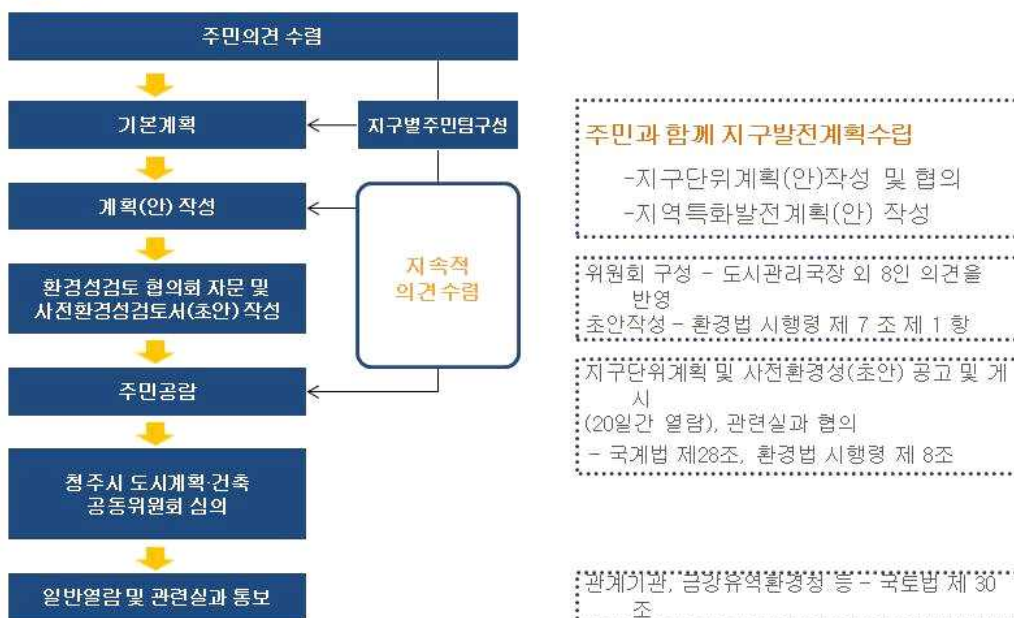 주민의견 수렴
기본계획
지구별주민팀구성
계획(안) 작성
지속적
의견수렴
환경성검토 협의회 자문 및
사전환경성검토서(초안) 작성
주민공람
청주시 도시계획·건축
공동위원회 심의
일반열람 및 관련실과 통보
주민과 함께 지구발전계획수립
-지구단위계획(안)작성 및 협의
-지역특화발전계획(안) 작성
위원회 구성 - 도시관리국장 외 8인 의견을
반영
초안작성 - 환경법 시행령 제 7 조 제 1 항
지구단위계획 및 사전환경성(초안) 공고 및 게
시
(20일간 열람), 관련실과 협의
- 국계법 제28조, 환경법 시행령 제 8조
관계기관, 금강유역환경청 등 - 국토법 제 30
조